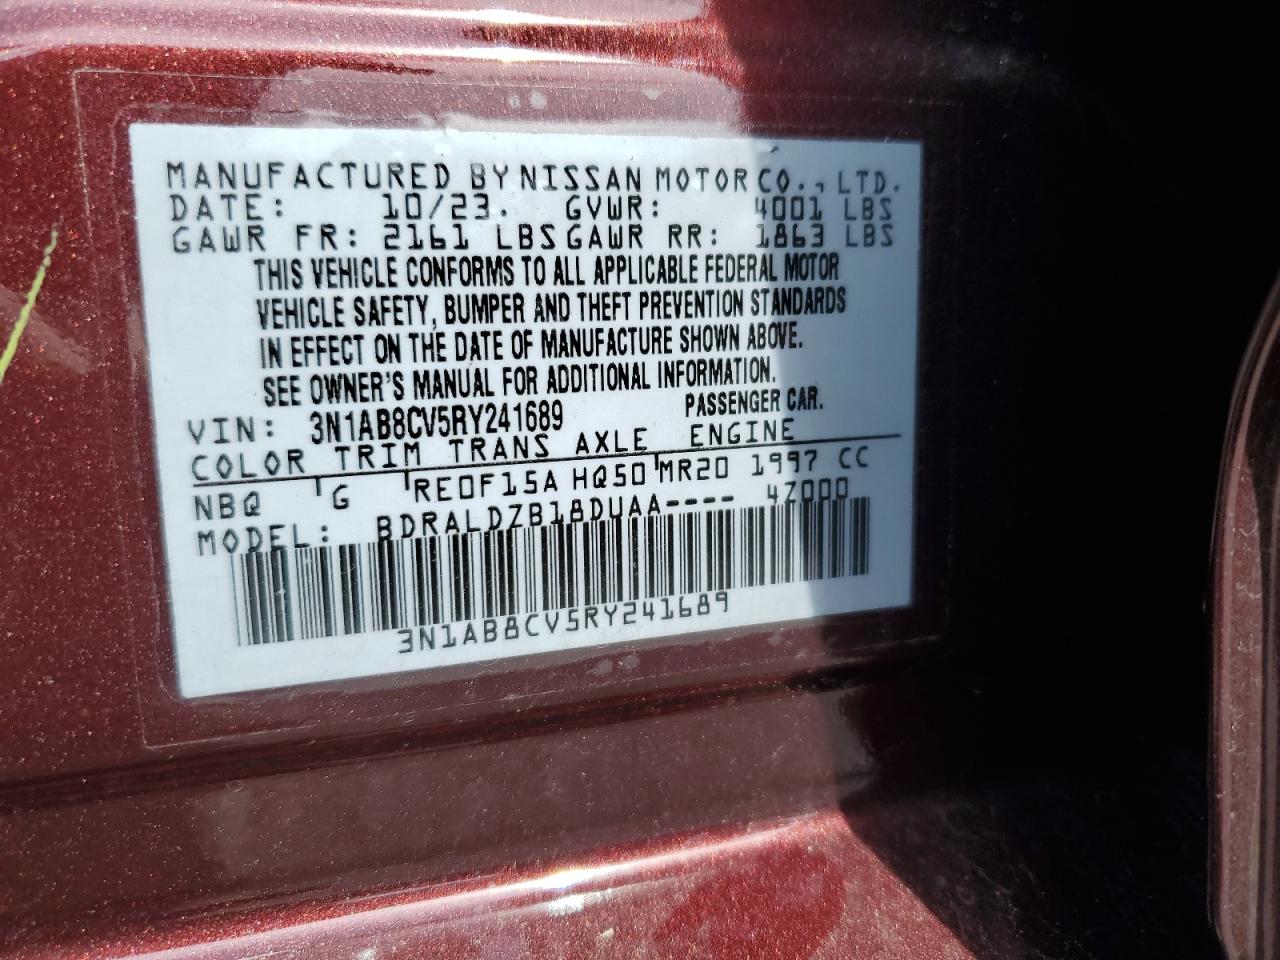 MANUFACTURED BY NISSAN MOTOR CO., LTD.
DATE: 10/23. GVWR: 4001 LBS
GAWR FR: 2161 LBS GAWR RR: 1863 LBS
THIS VEHICLE CONFORMS TO ALL APPLICABLE FEDERAL MOTOR
VEHICLE SAFETY, BUMPER AND THEFT PREVENTION STANDARDS
IN EFFECT ON THE DATE OF MANUFACTURE SHOWN ABOVE.
SEE OWNER'S MANUAL FOR ADDITIONAL INFORMATION.
VIN: 3N1AB8CV5RY241689 PASSENGER CAR.
COLOR TRIM TRANS AXLE ENGINE
NBQ G RE0F15A HQ50 MR20 1997 CC
MODEL: BDRALDZB18DUAA---- 4Z000
3N1AB8CV5RY241689